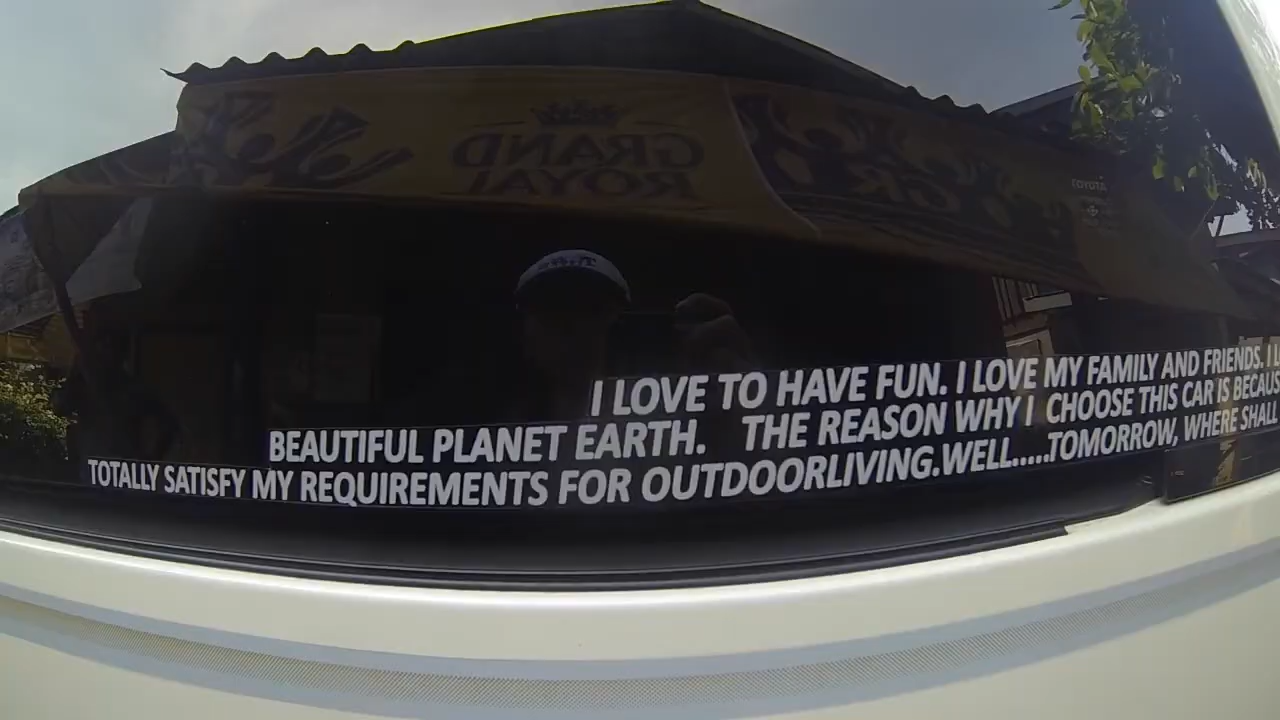 GRAND
ROYAL
TOYOTA
I LOVE TO HAVE FUN. I LOVE MY FAMILY AND FRIENDS. I
BEAUTIFUL PLANET EARTH. THE REASON WHY I CHOOSE THIS CAR IS
TOTALLY SATISFY MY REQUIREMENTS FOR OUTDOORLIVING.WELL.....TOMORROW, WHERE SHALL